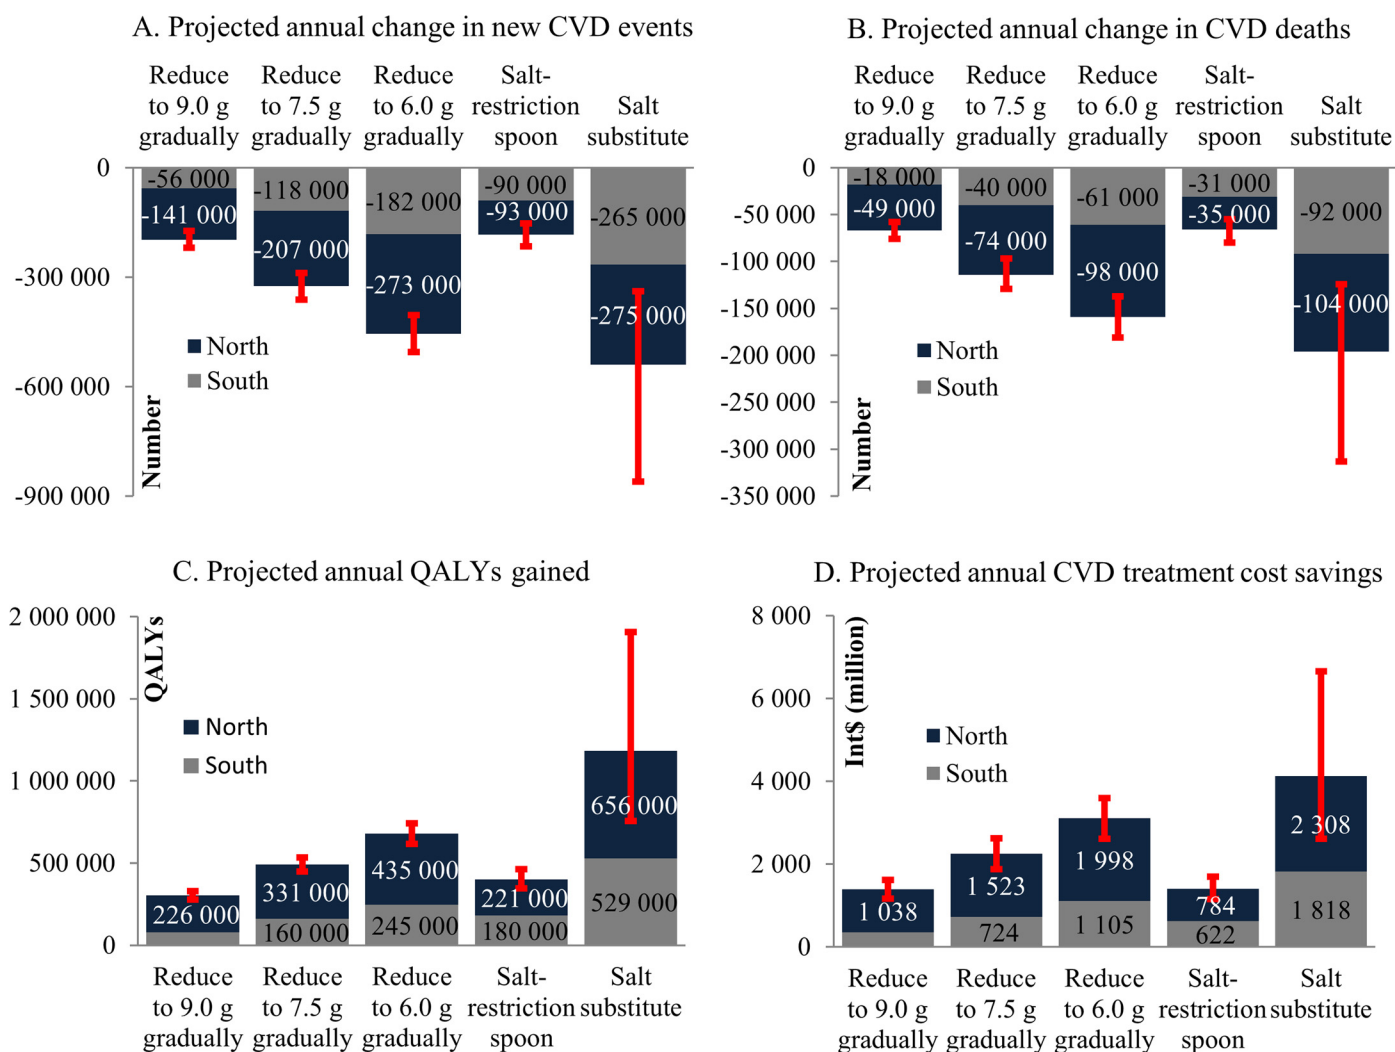 A. Projected annual change in new CVD events
Reduce to 9.0 g gradually
Reduce to 7.5 g gradually
Reduce to 6.0 g gradually
Salt-restriction spoon
Salt substitute
0
-300 000
-600 000
-900 000
Number
-56 000
-141 000
-118 000
-207 000
-182 000
-273 000
-90 000
-93 000
-265 000
-275 000
North
South
B. Projected annual change in CVD deaths
Reduce to 9.0 g gradually
Reduce to 7.5 g gradually
Reduce to 6.0 g gradually
Salt-restriction spoon
Salt substitute
0
-50 000
-100 000
-150 000
-200 000
-250 000
-300 000
-350 000
Number
-18 000
-49 000
-40 000
-74 000
-61 000
-98 000
-31 000
-35 000
-92 000
-104 000
North
South
C. Projected annual QALYs gained
2 000 000
1 500 000
1 000 000
500 000
0
QALYs
North
South
226 000
331 000
160 000
435 000
245 000
221 000
180 000
656 000
529 000
Reduce to 9.0 g gradually
Reduce to 7.5 g gradually
Reduce to 6.0 g gradually
Salt-restriction spoon
Salt substitute
D. Projected annual CVD treatment cost savings
8 000
6 000
4 000
2 000
0
Int$ (million)
North
South
1 038
1 523
724
1 998
1 105
784
622
2 308
1 818
Reduce to 9.0 g gradually
Reduce to 7.5 g gradually
Reduce to 6.0 g gradually
Salt-restriction spoon
Salt substitute